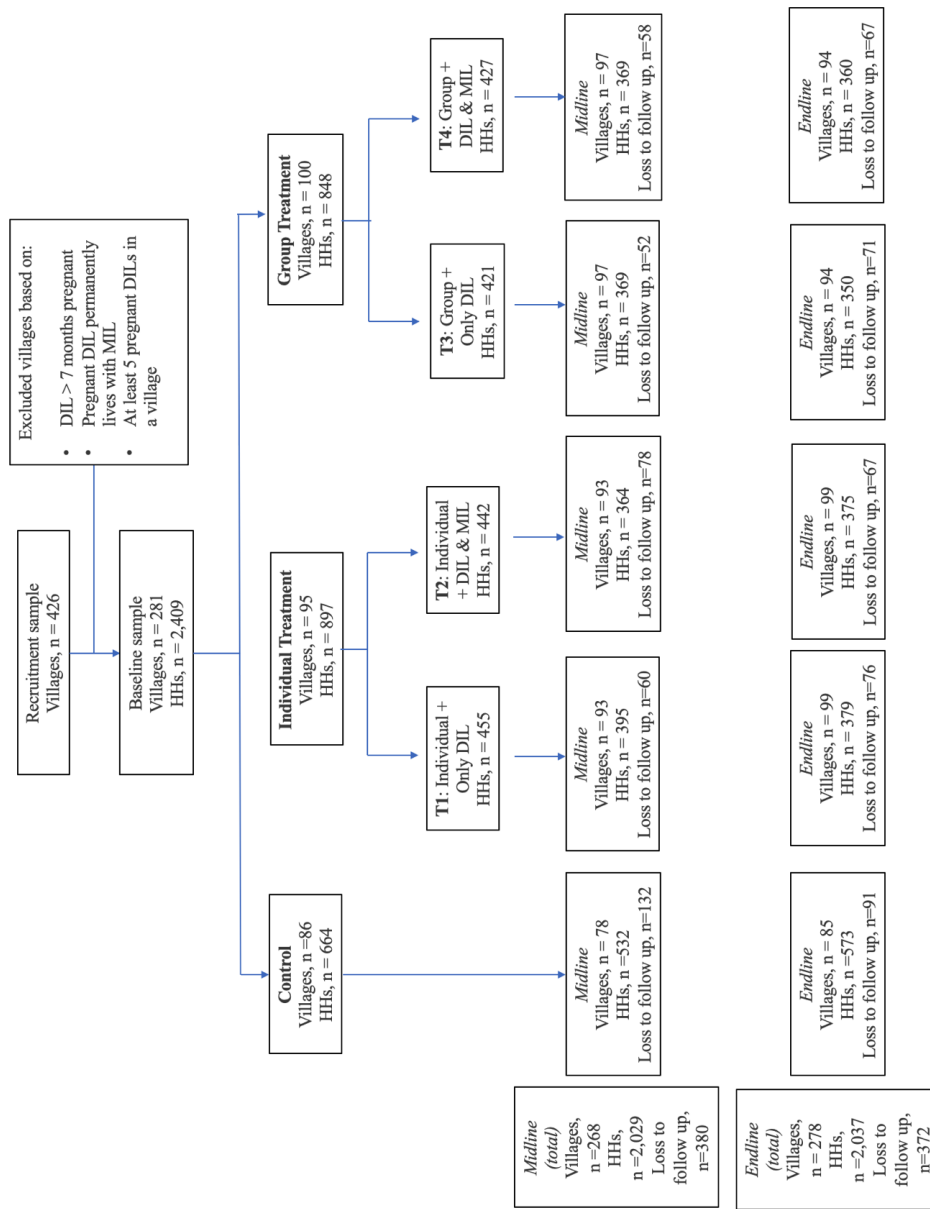 Recruitment sample
Villages, n = 426
Excluded villages based on:
• DIL > 7 months pregnant
• Pregnant DIL permanently
lives with MIL
• At least 5 pregnant DILs in
a village
Baseline sample
Villages, n = 281
HHs, n = 2,409
Control
Villages, n =86
HHs, n = 664
Individual Treatment
Villages, n = 95
HHs, n = 897
Group Treatment
Villages, n = 100
HHs, n = 848
T1: Individual +
Only DIL
HHs, n = 455
T2: Individual
+ DIL & MIL
HHs, n = 442
T3: Group +
Only DIL
HHs, n = 421
T4: Group +
DIL & MIL
HHs, n = 427
Midline
(total)
Villages,
n =268
HHs,
n =2,029
Loss to
follow up,
n=380
Midline
Villages, n = 78
HHs, n =532
Loss to follow up, n=132
Midline
Villages, n = 93
HHs, n = 395
Loss to follow up, n=60
Midline
Villages, n = 93
HHs, n = 364
Loss to follow up, n=78
Midline
Villages, n = 97
HHs, n = 369
Loss to follow up, n=52
Midline
Villages, n = 97
HHs, n = 369
Loss to follow up, n=58
Endline
(total)
Villages,
n = 278
HHs,
n =2,037
Loss to
follow up,
n=372
Endline
Villages, n = 85
HHs, n =573
Loss to follow up, n=91
Endline
Villages, n = 99
HHs, n = 379
Loss to follow up, n=76
Endline
Villages, n = 99
HHs, n = 375
Loss to follow up, n=67
Endline
Villages, n = 94
HHs, n = 350
Loss to follow up, n=71
Endline
Villages, n = 94
HHs, n = 360
Loss to follow up, n=67